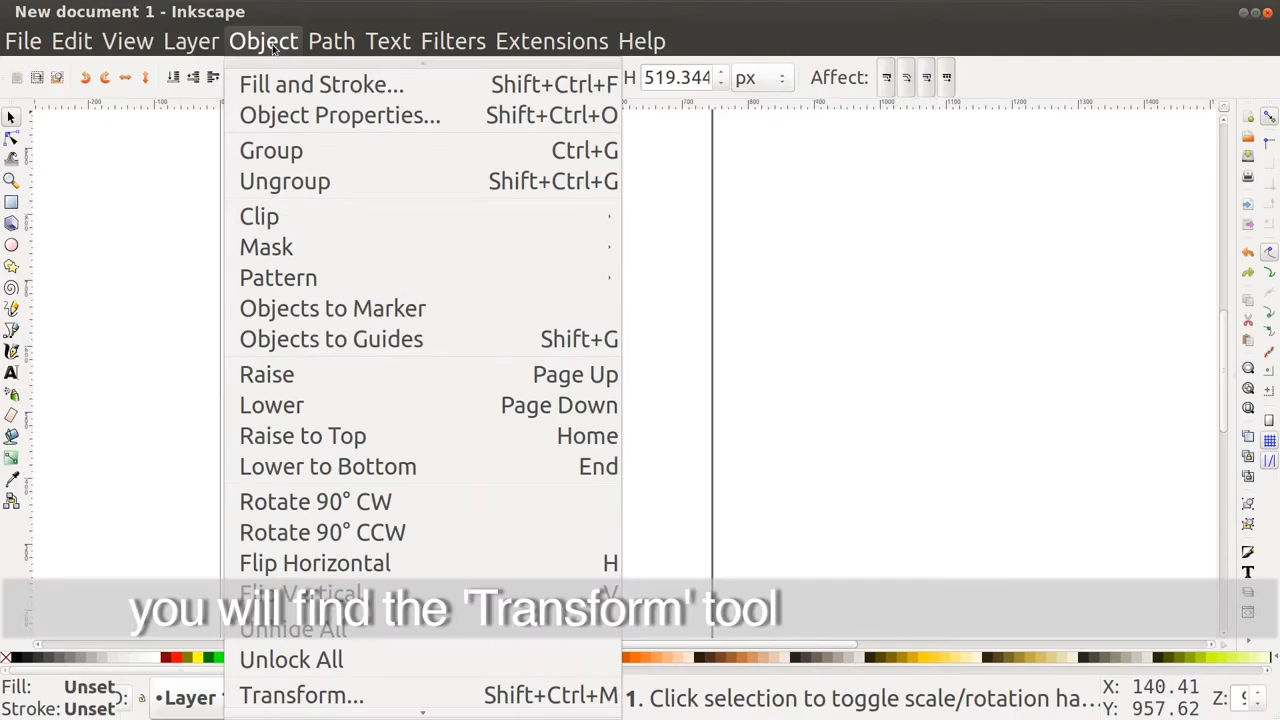 New document 1 - Inkscape
File Edit View Layer Object Path Text Filters Extensions Help
H 519.344 px Affect:
Fill and Stroke... Shift+Ctrl+F
Object Properties... Shift+Ctrl+O
Group Ctrl+G
Ungroup Shift+Ctrl+G
Clip
Mask
Pattern
Objects to Marker
Objects to Guides Shift+G
Raise Page Up
Lower Page Down
Raise to Top Home
Lower to Bottom End
Rotate 90° CW
Rotate 90° CCW
Flip Horizontal H
Flip Vertical V
you will find the 'Transform' tool
Unhide All
Unlock All
Transform... Shift+Ctrl+M
Fill: Unset
Stroke: Unset
O:
•Layer
1. Click selection to toggle scale/rotation ha...
X: 140.41
Y: 957.62
Z: